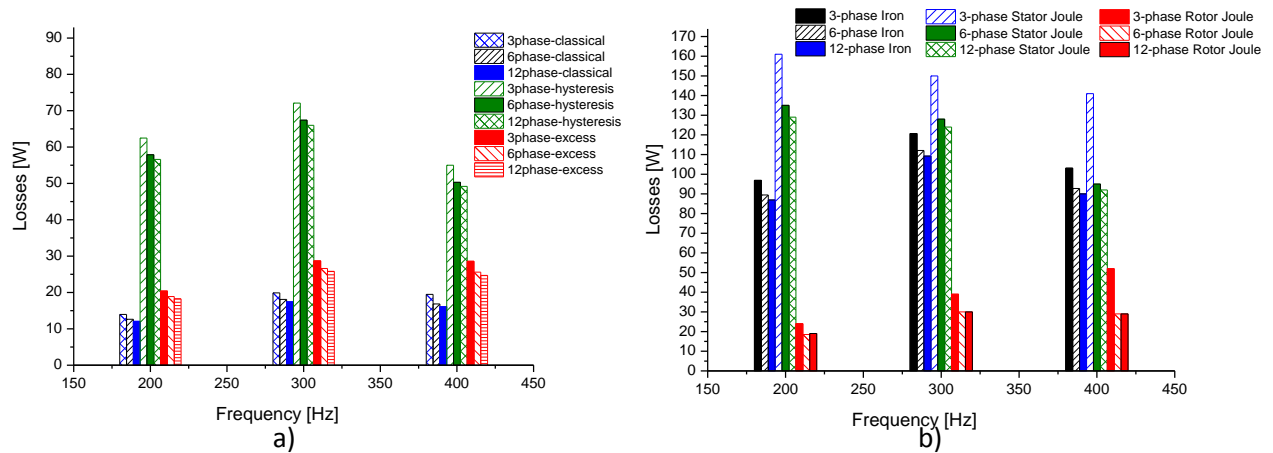 90
80
70
60
50
40
30
20
10
0
Losses [W]
3phase-classical
6phase-classical
12phase-classical
3phase-hysteresis
6phase-hysteresis
12phase-hysteresis
3phase-excess
6phase-excess
12phase-excess
150 200 250 300 350 400 450
Frequency [Hz]
a)
3-phase Iron 3-phase Stator Joule 3-phase Rotor Joule
6-phase Iron 6-phase Stator Joule 6-phase Rotor Joule
12-phase Iron 12-phase Stator Joule 12-phase Rotor Joule
170
160
150
140
130
120
110
100
90
80
70
60
50
40
30
20
10
0
Losses [W]
150 200 250 300 350 400 450
Frequency [Hz]
b)